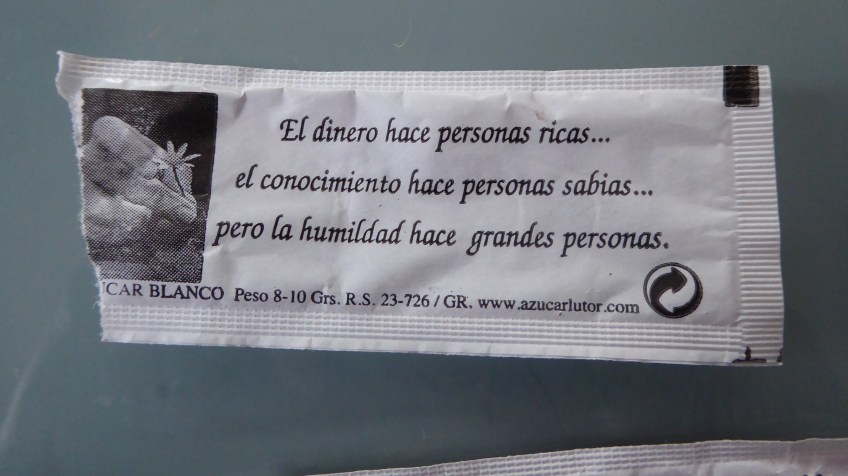 El dinero hace personas ricas...
el conocimiento hace personas sabias...
pero la humildad hace grandes personas.
ÚCAR BLANCO Peso 8-10 Grs. R.S. 23-726 / GR. www.azucarlutor.com